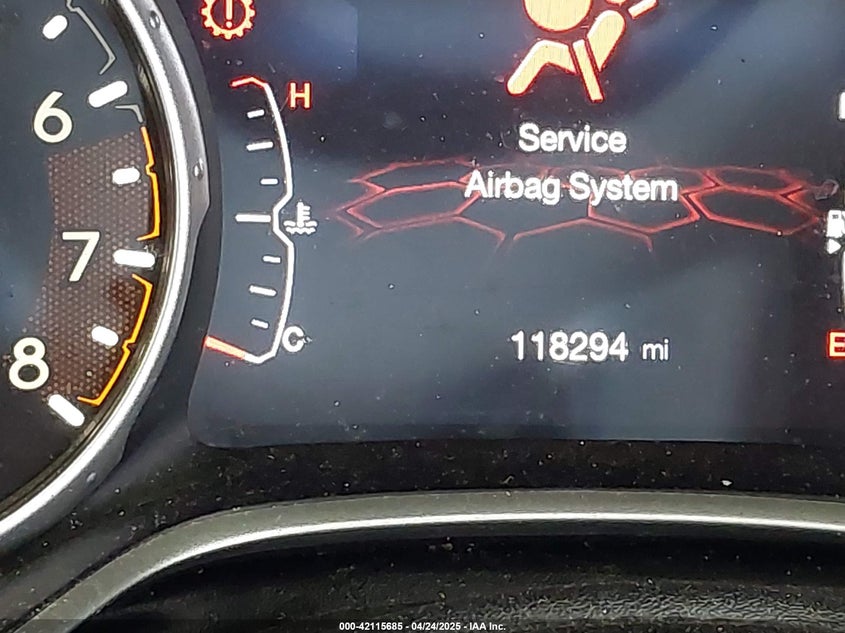 6
7
8
H
C
Service
Airbag System
118294 mi
E
000-42115685 - 04/24/2025 - IAA Inc.